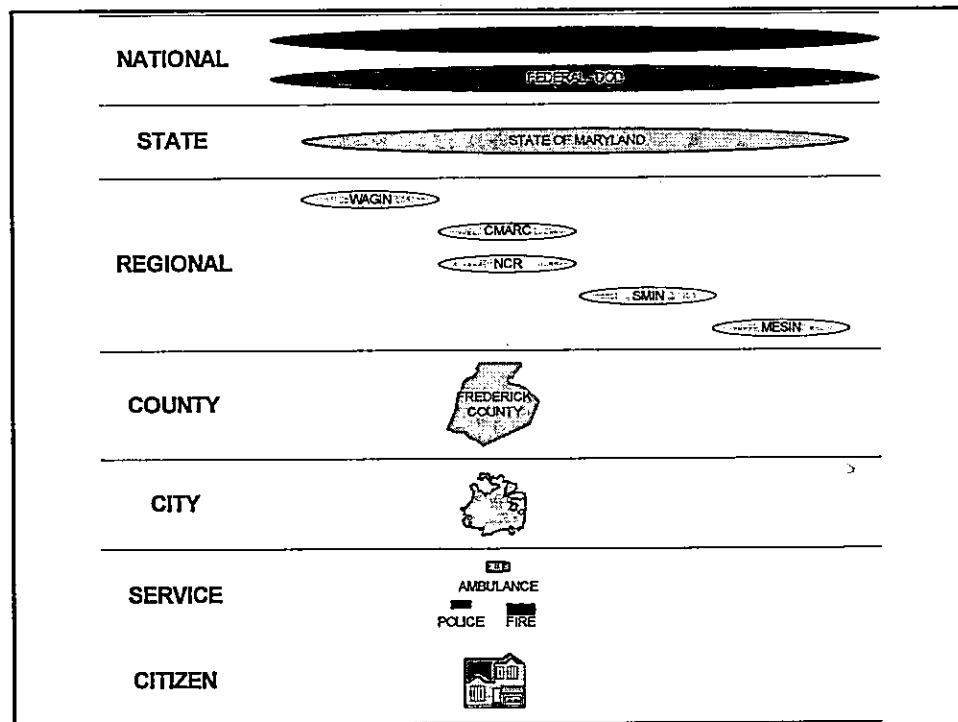 NATIONAL
FEDERAL-DOD
STATE
STATE OF MARYLAND
WAGIN
CMARC
REGIONAL
NCR
SMIN
MESIN
COUNTY
FREDERICK
COUNTY
CITY
SERVICE
AMBULANCE
POLICE FIRE
CITIZEN